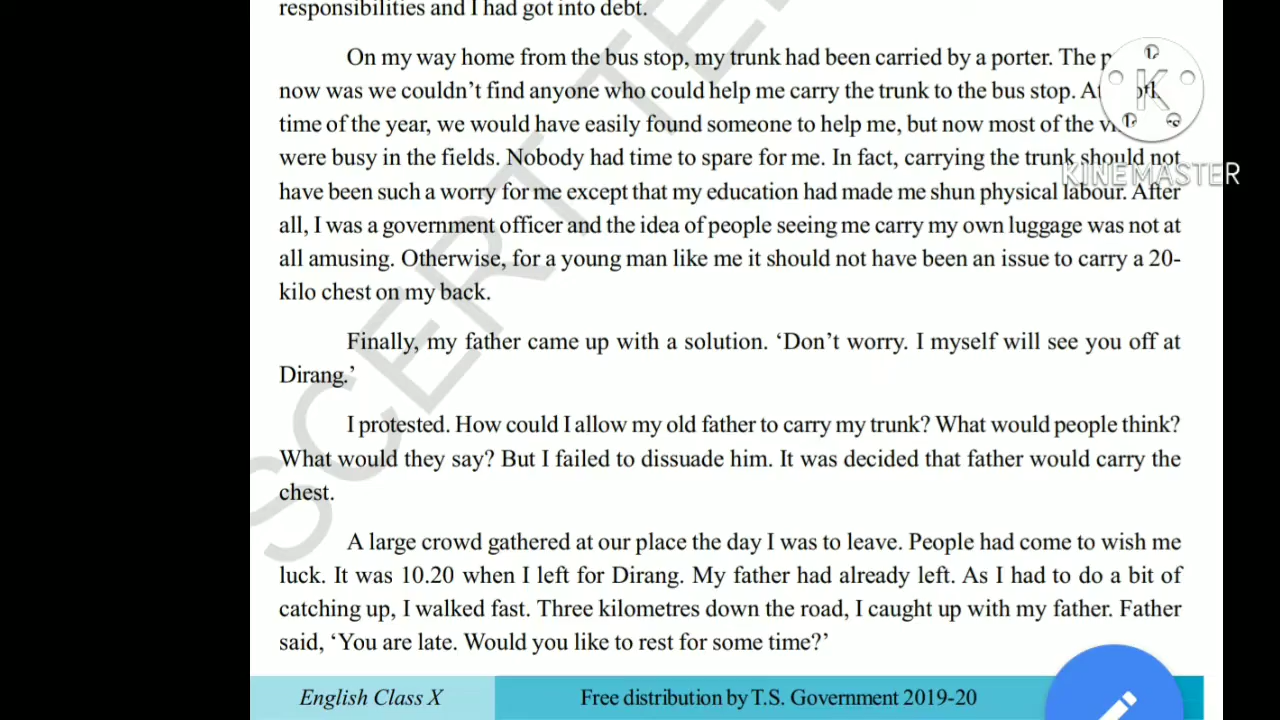 responsibilities and I had got into debt.
On my way home from the bus stop, my trunk had been carried by a porter. The
now was we couldn't find anyone who could help me carry the trunk to the bus stop.
time of the year, we would have easily found someone to help me, but now most of the
were busy in the fields. Nobody had time to spare for me. In fact, carrying the trunk should not
have been such a worry for me except that my education had made me shun physical labour. After
all, I was a government officer and the idea of people seeing me carry my own luggage was not at
all amusing. Otherwise, for a young man like me it should not have been an issue to carry a 20-
kilo chest on my back.
Finally, my father came up with a solution. 'Don't worry. I myself will see you off at
Dirang.'
I protested. How could I allow my old father to carry my trunk? What would people think?
What would they say? But I failed to dissuade him. It was decided that father would carry the
chest.
A large crowd gathered at our place the day I was to leave. People had come to wish me
luck. It was 10.20 when I left for Dirang. My father had already left. As I had to do a bit of
catching up, I walked fast. Three kilometres down the road, I caught up with my father. Father
said, 'You are late. Would you like to rest for some time?'
English Class X
Free distribution by T.S. Government 2019-20
K
KINEMASTER
SCERT TE